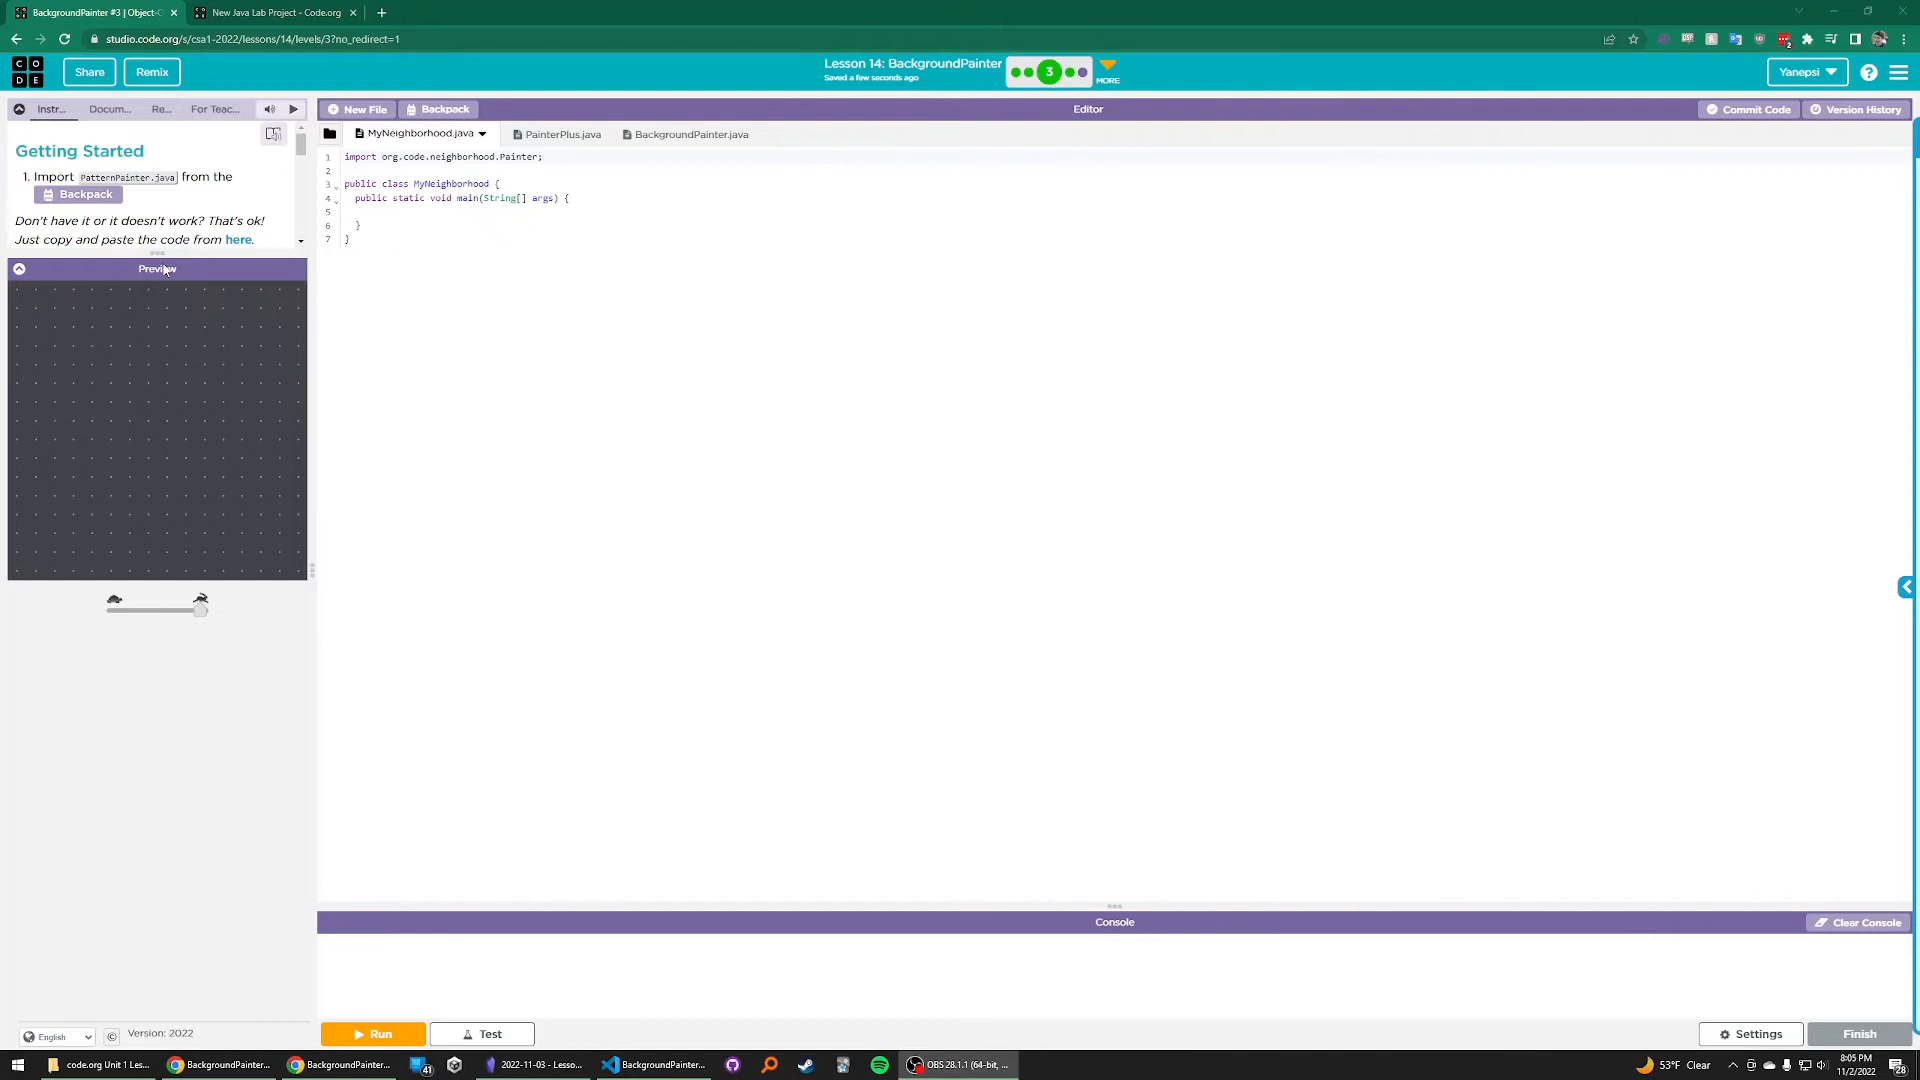 BackgroundPainter #3 | Object-O
New Java Lab Project - Code.org
studio.code.org/s/csa1-2022/lessons/14/levels/3?no_redirect=1
C O D E
Share
Remix
Lesson 14: BackgroundPainter
Saved a few seconds ago
3
MORE
Yanepsi
Instr...
Docum...
Re...
For Teac...
New File
Backpack
Editor
Commit Code
Version History
MyNeighborhood.java
PainterPlus.java
BackgroundPainter.java
Getting Started
1. Import PatternPainter.java from the
Backpack
Don't have it or it doesn't work? That's ok!
Just copy and paste the code from here.
1 import org.code.neighborhood.Painter;
2
3 public class MyNeighborhood {
4 public static void main(String[] args) {
5
6 }
7 }
Preview
Console
Clear Console
English
Version: 2022
Run
Test
Settings
Finish
code.org Unit 1 Les...
BackgroundPainter...
BackgroundPainter...
41
2022-11-03 - Lesso...
BackgroundPainter...
OBS 28.1.1 (64-bit, ...
53°F Clear
8:05 PM
11/2/2022
28